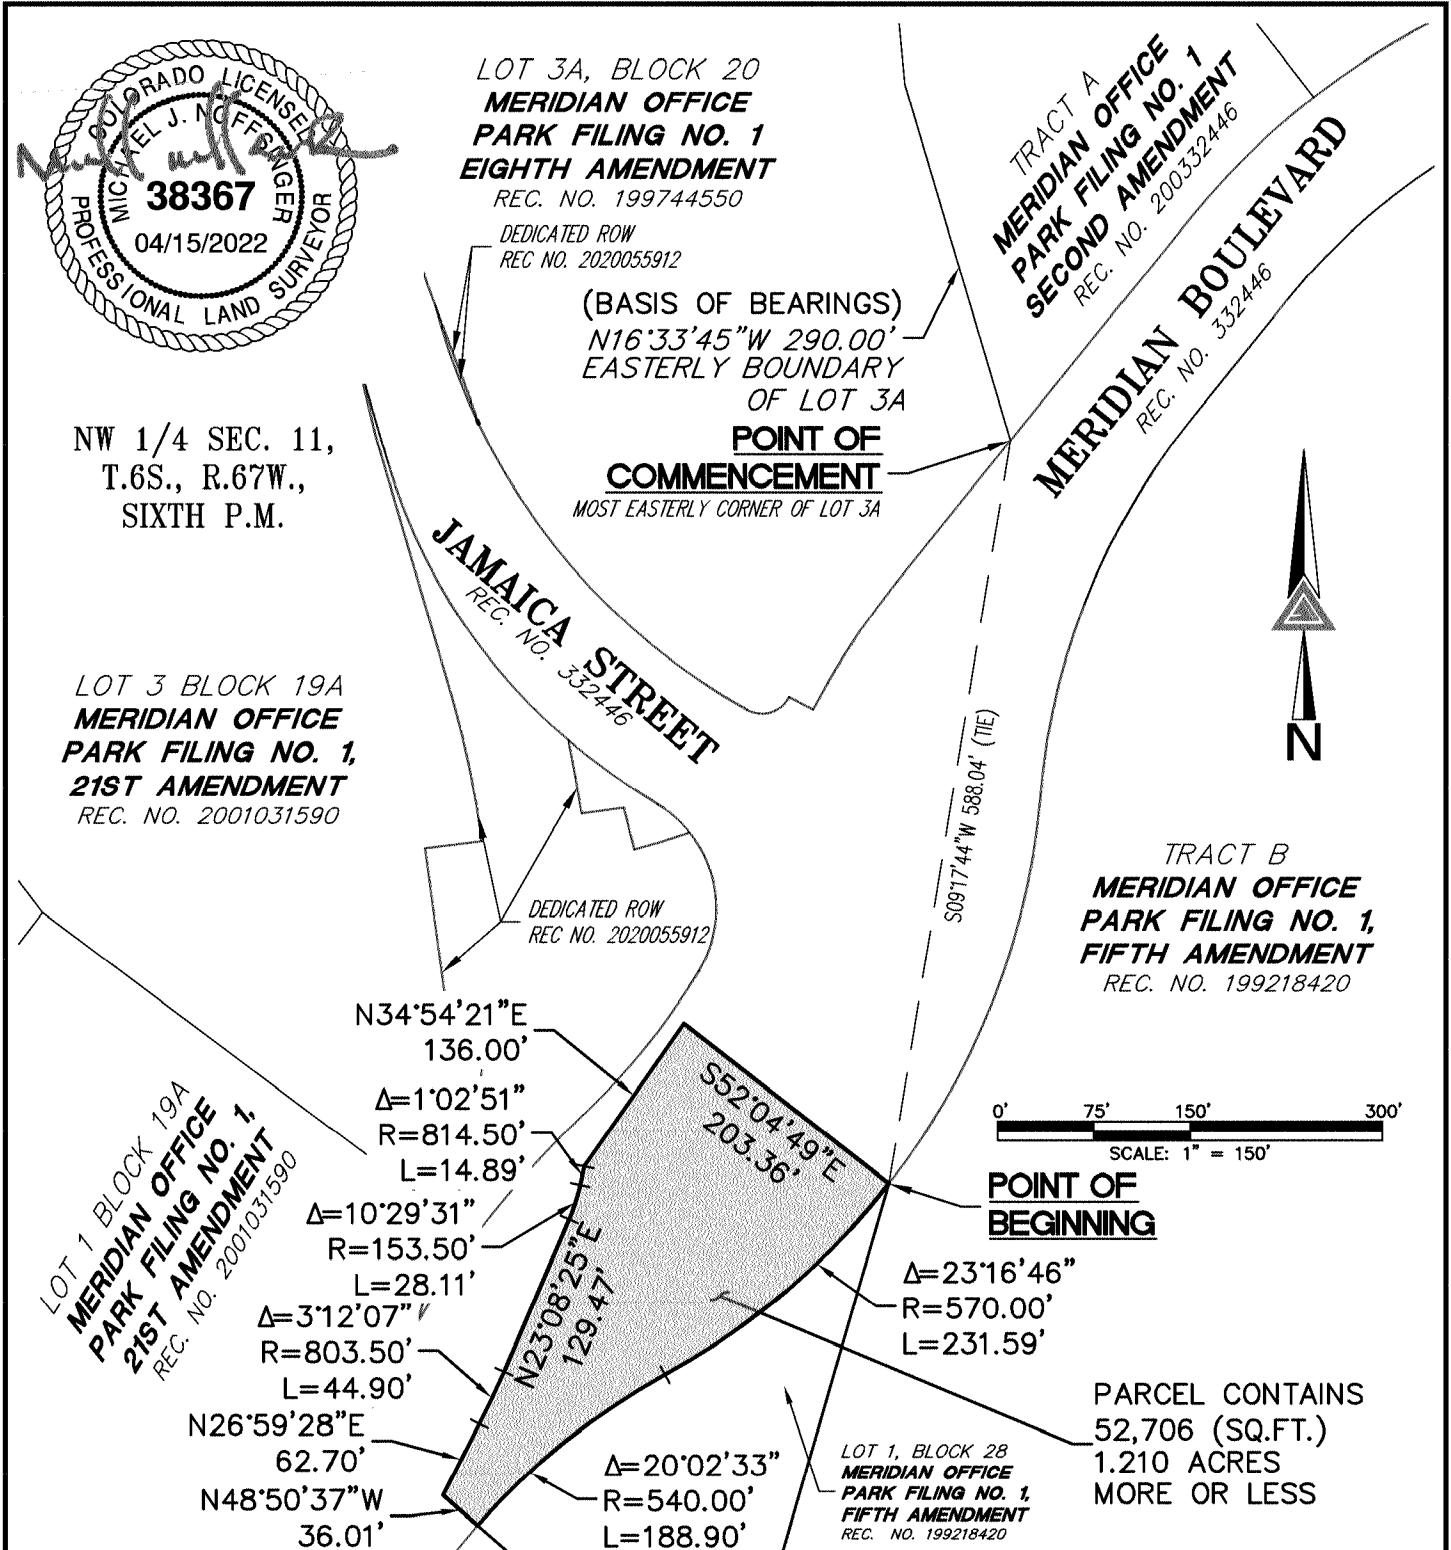 COLORADO LICENSED
MICHAEL J. NOFFSINGER
38367
04/15/2022
PROFESSIONAL LAND SURVEYOR
LOT 3A, BLOCK 20
MERIDIAN OFFICE
PARK FILING NO. 1
EIGHTH AMENDMENT
REC. NO. 199744550
DEDICATED ROW
REC NO. 2020055912
TRACT A
MERIDIAN OFFICE
PARK FILING NO. 1
SECOND AMENDMENT
REC. NO. 200332446
MERIDIAN BOULEVARD
REC. NO. 332446
(BASIS OF BEARINGS)
N16°33'45"W 290.00'
EASTERLY BOUNDARY
OF LOT 3A
POINT OF
COMMENCEMENT
MOST EASTERLY CORNER OF LOT 3A
NW 1/4 SEC. 11,
T.6S., R.67W.,
SIXTH P.M.
JAMAICA STREET
REC. NO. 332446
N
LOT 3 BLOCK 19A
MERIDIAN OFFICE
PARK FILING NO. 1,
21ST AMENDMENT
REC. NO. 2001031590
S09°17'44"W 588.04' (TIE)
TRACT B
MERIDIAN OFFICE
PARK FILING NO. 1,
FIFTH AMENDMENT
REC. NO. 199218420
DEDICATED ROW
REC NO. 2020055912
N34°54'21"E
136.00'
Δ=1°02'51"
R=814.50'
L=14.89'
Δ=10°29'31"
R=153.50'
L=28.11'
Δ=3°12'07"
R=803.50'
L=44.90'
N26°59'28"E
62.70'
N48°50'37"W
36.01'
LOT 1 BLOCK 19A
MERIDIAN OFFICE
PARK FILING NO. 1,
21ST AMENDMENT
REC. NO. 2001031590
S52°04'49"E
203.36'
N23°08'25"E
129.47'
0' 75' 150' 300'
SCALE: 1" = 150'
POINT OF
BEGINNING
Δ=23°16'46"
R=570.00'
L=231.59'
PARCEL CONTAINS
52,706 (SQ.FT.)
1.210 ACRES
MORE OR LESS
Δ=20°02'33"
R=540.00'
L=188.90'
LOT 1, BLOCK 28
MERIDIAN OFFICE
PARK FILING NO. 1,
FIFTH AMENDMENT
REC. NO. 199218420